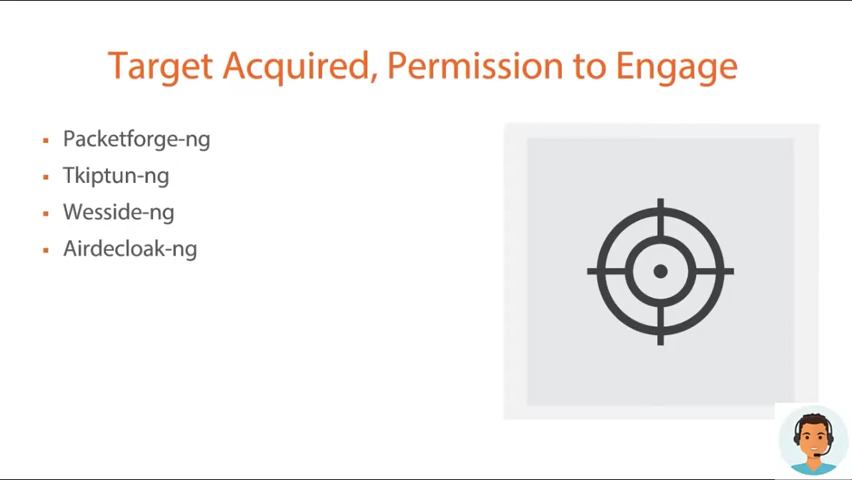 Target Acquired, Permission to Engage
Packetforge-ng
Tkiptun-ng
Wesside-ng
Airdecloak-ng